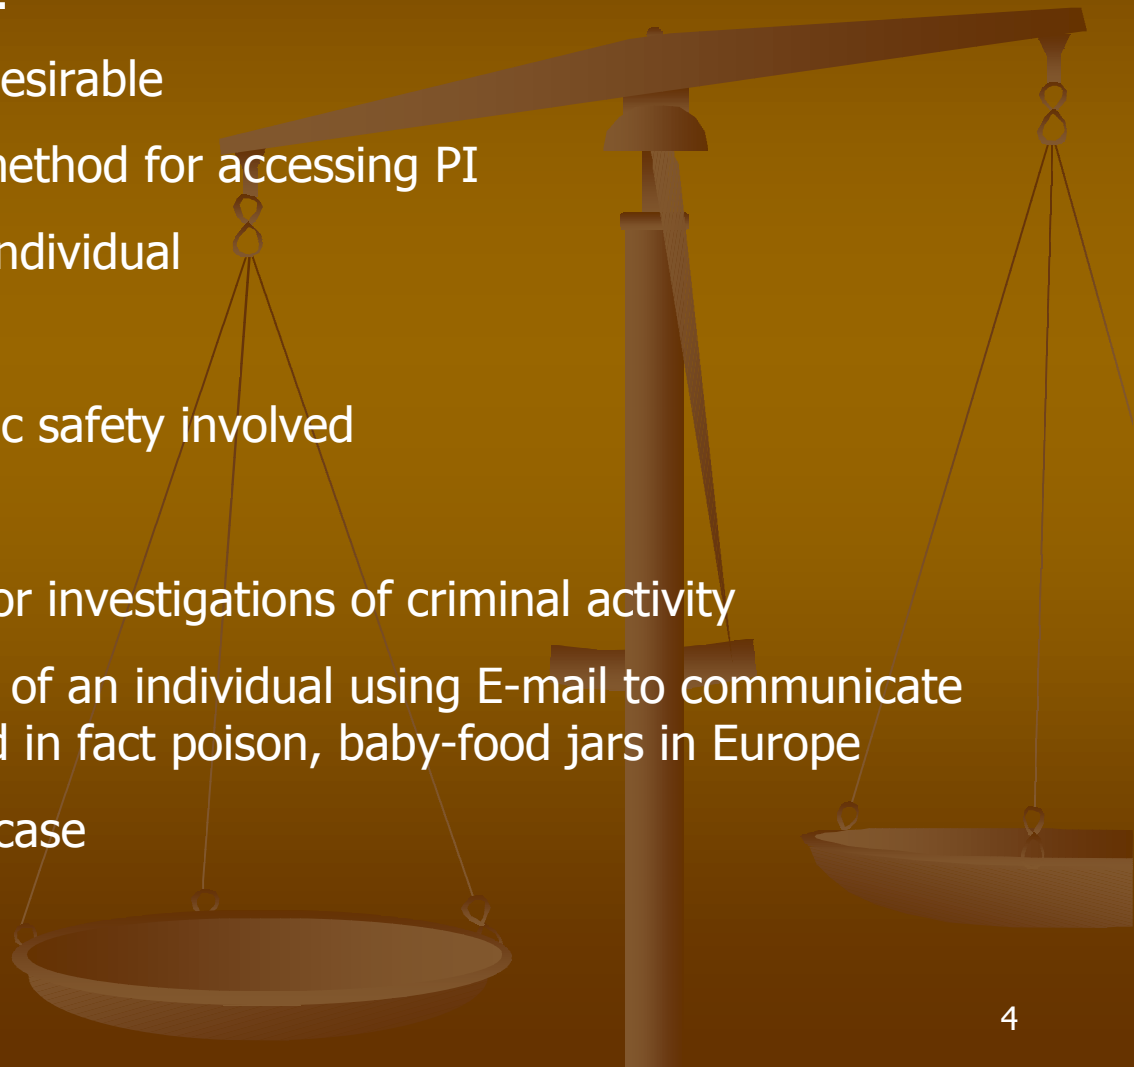 esirable
ethod for accessing PI
ndividual
c safety involved
or investigations of criminal activity
of an individual using E-mail to communicate
in fact poison, baby-food jars in Europe
case
4